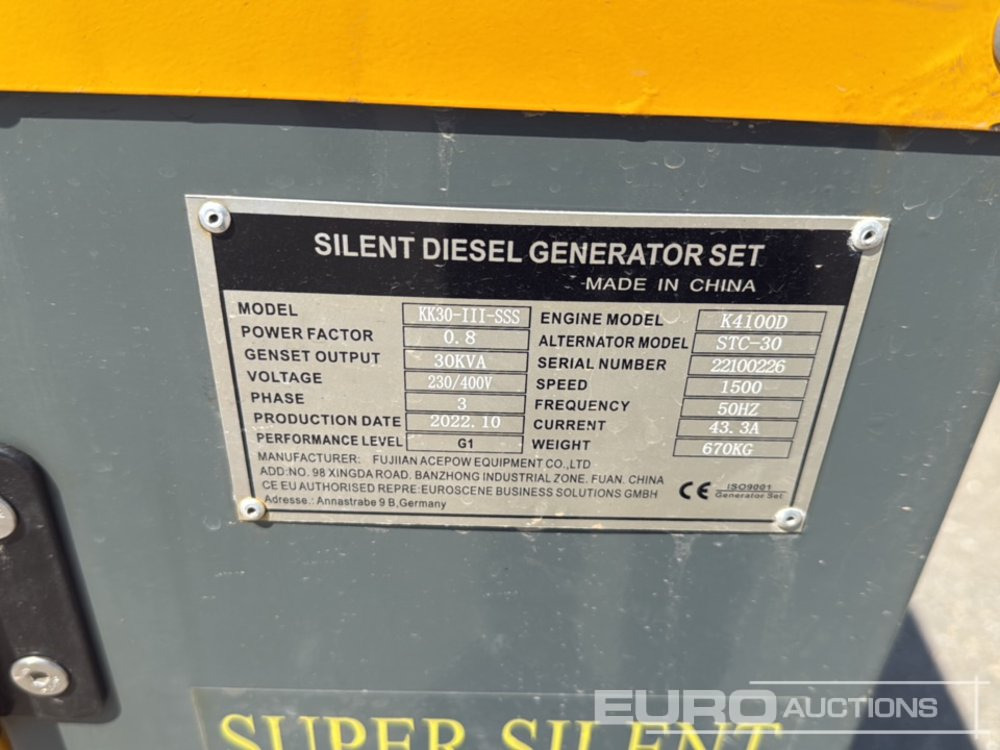 SILENT DIESEL GENERATOR SET
MADE IN CHINA
MODEL KK30-III-SSS ENGINE MODEL K4100D
POWER FACTOR 0.8 ALTERNATOR MODEL STC-30
GENSET OUTPUT 30KVA SERIAL NUMBER 22100226
VOLTAGE 230/400V SPEED 1500
PHASE 3 FREQUENCY 50HZ
PRODUCTION DATE 2022.10 CURRENT 43.3A
PERFORMANCE LEVEL G1 WEIGHT 670KG
MANUFACTURER: FUJIIAN ACEPOW EQUIPMENT CO.,LTD
ADD:NO. 98 XINGDA ROAD. BANZHONG INDUSTRIAL ZONE. FUAN. CHINA
CE EU AUTHORISED REPRE:EUROSCENE BUSINESS SOLUTIONS GMBH
Adresse.: Annastrabe 9 B,Germany
CE ISO9001
Generator Set
SUPER SILENT
EURO AUCTIONS